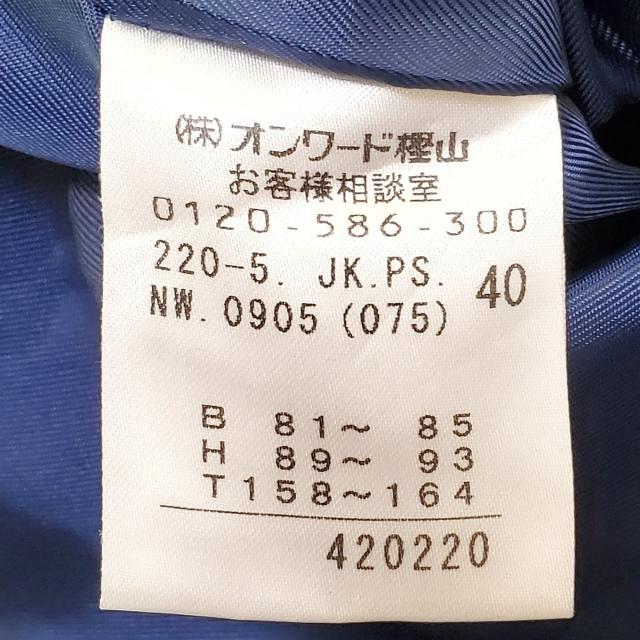 (株)オンワード樫山
お客様相談室
0120-586-300
220-5. JK.PS. 40
NW. 0905 (075)
B 81～ 85
H 89～ 93
T158～164
420220